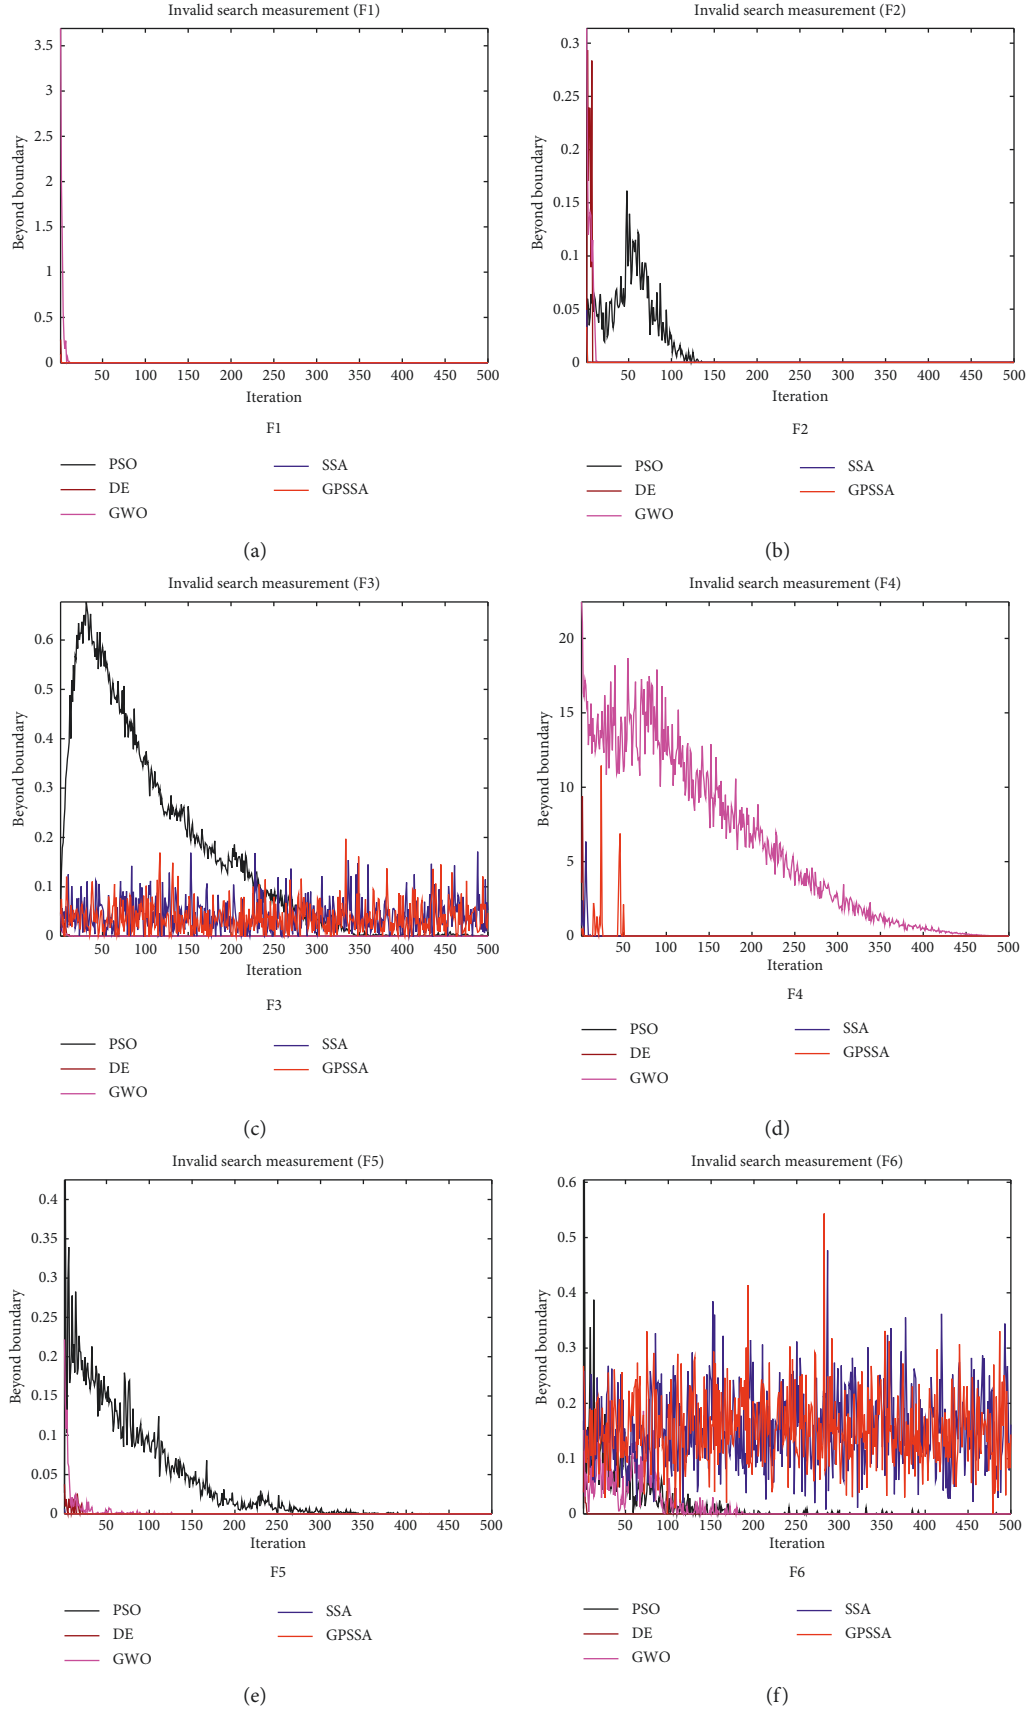 Invalid search measurement (F1)
Beyond boundary
3.5
3
2.5
2
1.5
1
0.5
0
50 100 150 200 250 300 350 400 450 500
Iteration
F1
PSO SSA
DE GPSSA
GWO
(a)
Invalid search measurement (F2)
Beyond boundary
0.3
0.25
0.2
0.15
0.1
0.05
0
50 100 150 200 250 300 350 400 450 500
Iteration
F2
PSO SSA
DE GPSSA
GWO
(b)
Invalid search measurement (F3)
Beyond boundary
0.6
0.5
0.4
0.3
0.2
0.1
0
50 100 150 200 250 300 350 400 450 500
Iteration
F3
PSO SSA
DE GPSSA
GWO
(c)
Invalid search measurement (F4)
Beyond boundary
20
15
10
5
0
50 100 150 200 250 300 350 400 450 500
Iteration
F4
PSO SSA
DE GPSSA
GWO
(d)
Invalid search measurement (F5)
Beyond boundary
0.4
0.35
0.3
0.25
0.2
0.15
0.1
0.05
0
50 100 150 200 250 300 350 400 450 500
Iteration
F5
PSO SSA
DE GPSSA
GWO
(e)
Invalid search measurement (F6)
Beyond boundary
0.6
0.5
0.4
0.3
0.2
0.1
0
50 100 150 200 250 300 350 400 450 500
Iteration
F6
PSO SSA
DE GPSSA
GWO
(f)